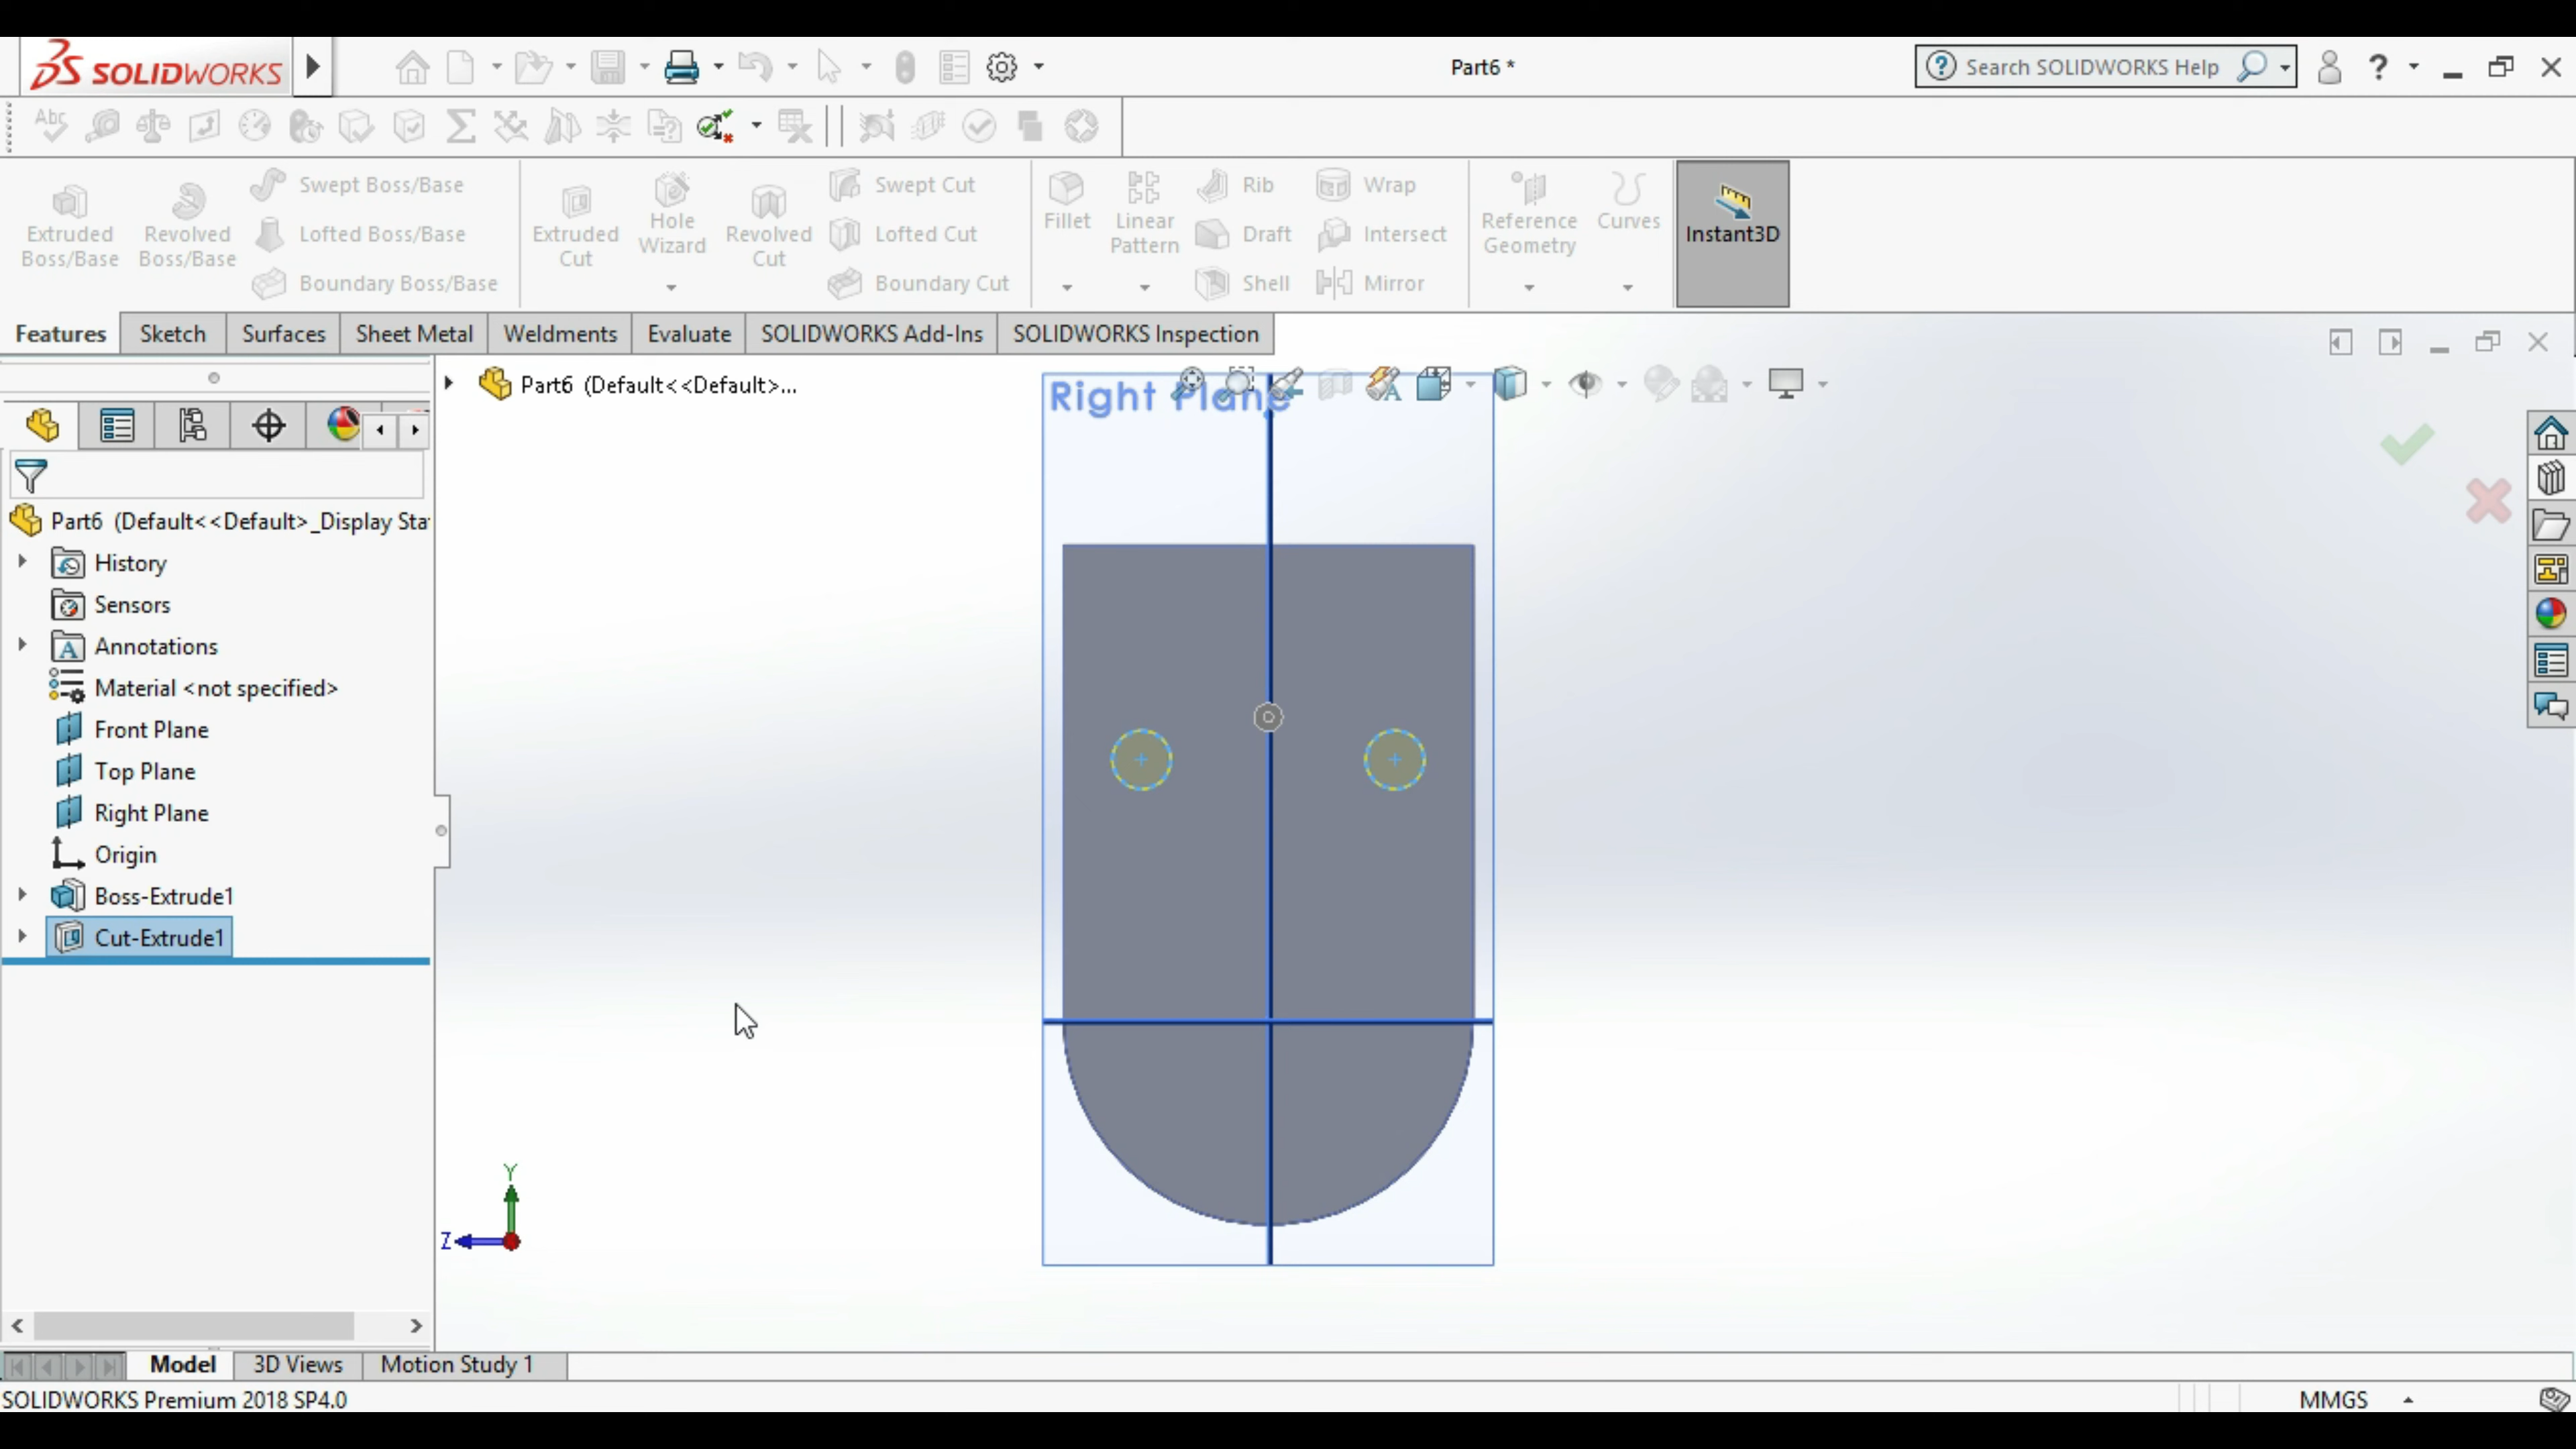 SOLIDWORKS
Part6 *
Search SOLIDWORKS Help
?
Abc
Extruded Boss/Base
Revolved Boss/Base
Swept Boss/Base
Lofted Boss/Base
Boundary Boss/Base
Extruded Cut
Hole Wizard
Revolved Cut
Swept Cut
Lofted Cut
Boundary Cut
Fillet
Linear Pattern
Rib
Draft
Shell
Wrap
Intersect
Mirror
Reference Geometry
Curves
Instant3D
Features
Sketch
Surfaces
Sheet Metal
Weldments
Evaluate
SOLIDWORKS Add-Ins
SOLIDWORKS Inspection
Part6 (Default<<Default>...
Right Plane
Part6 (Default<<Default>_Display Sta
History
Sensors
Annotations
Material <not specified>
Front Plane
Top Plane
Right Plane
Origin
Boss-Extrude1
Cut-Extrude1
Y
Z
Model
3D Views
Motion Study 1
SOLIDWORKS Premium 2018 SP4.0
MMGS